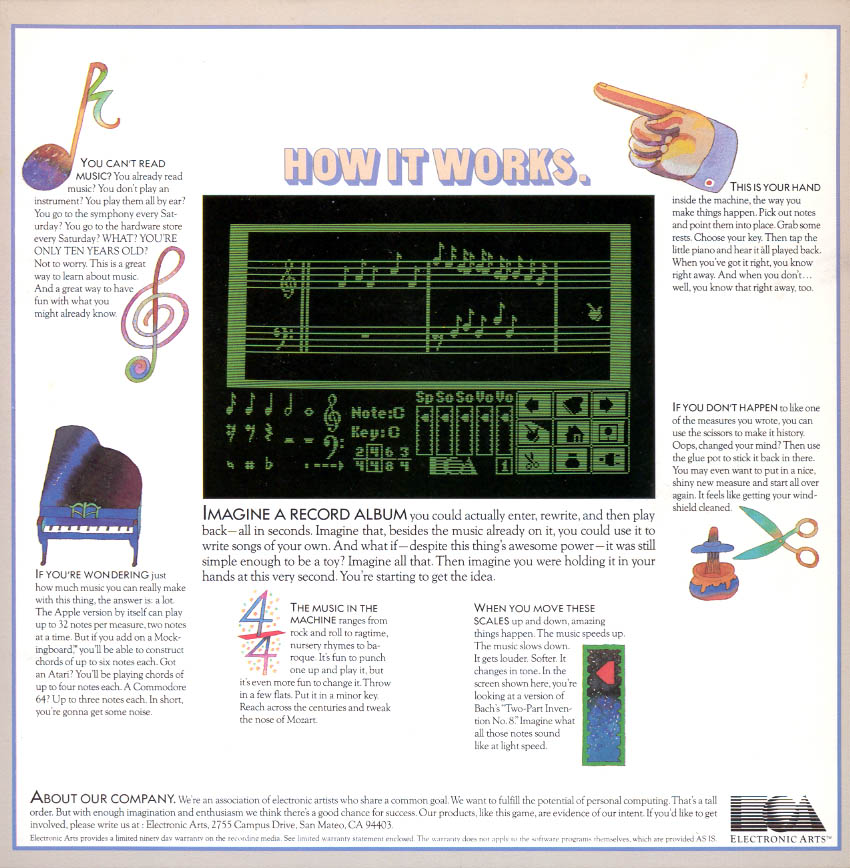 HOW IT WORKS.
YOU CAN'T READ
MUSIC? You already read
music? You don't play an
instrument? You play them all by ear?
You go to the symphony every Sat-
urday? You go to the hardware store
every Saturday? WHAT? YOU'RE
ONLY TEN YEARS OLD?
Not to worry. This is a great
way to learn about music.
And a great way to have
fun with what you
might already know.
THIS IS YOUR HAND
inside the machine, the way you
make things happen. Pick out notes
and point them into place. Grab some
rests. Choose your key. Then tap the
little piano and hear it all played back.
When you've got it right, you know
right away. And when you don't...
well, you know that right away, too.
Sp So So Vo Vo
Note:C
Key:C
2 4 6 3
4 4 8 4
ECA
1
IF YOU DON'T HAPPEN to like one
of the measures you wrote, you can
use the scissors to make it history.
Oops, changed your mind? Then use
the glue pot to stick it back in there.
You may even want to put in a nice,
shiny new measure and start all over
again. It feels like getting your wind-
shield cleaned.
IMAGINE A RECORD ALBUM you could actually enter, rewrite, and then play
back—all in seconds. Imagine that, besides the music already on it, you could use it to
write songs of your own. And what if—despite this thing's awesome power—it was still
simple enough to be a toy? Imagine all that. Then imagine you were holding it in your
hands at this very second. You're starting to get the idea.
IF YOU'RE WONDERING just
how much music you can really make
with this thing, the answer is: a lot.
The Apple version by itself can play
up to 32 notes per measure, two notes
at a time. But if you add on a Mock-
ingboard,™ you'll be able to construct
chords of up to six notes each. Got
an Atari? You'll be playing chords of
up to four notes each. A Commodore
64? Up to three notes each. In short,
you're gonna get some noise.
4
4
THE MUSIC IN THE
MACHINE ranges from
rock and roll to ragtime,
nursery rhymes to ba-
roque. It's fun to punch
one up and play it, but
it's even more fun to change it. Throw
in a few flats. Put it in a minor key.
Reach across the centuries and tweak
the nose of Mozart.
WHEN YOU MOVE THESE
SCALES up and down, amazing
things happen. The music speeds up.
The music slows down.
It gets louder. Softer. It
changes in tone. In the
screen shown here, you're
looking at a version of
Bach's "Two-Part Inven-
tion No. 8." Imagine what
all those notes sound
like at light speed.
ABOUT OUR COMPANY. We're an association of electronic artists who share a common goal. We want to fulfill the potential of personal computing. That's a tall
order. But with enough imagination and enthusiasm we think there's a good chance for success. Our products, like this game, are evidence of our intent. If you'd like to get
involved, please write us at: Electronic Arts, 2755 Campus Drive, San Mateo, CA 94403.
Electronic Arts provides a limited ninety day warranty on the recording media. See limited warranty statement enclosed. The warranty does not apply to the software programs themselves, which are provided AS IS.
ECA
ELECTRONIC ARTS™